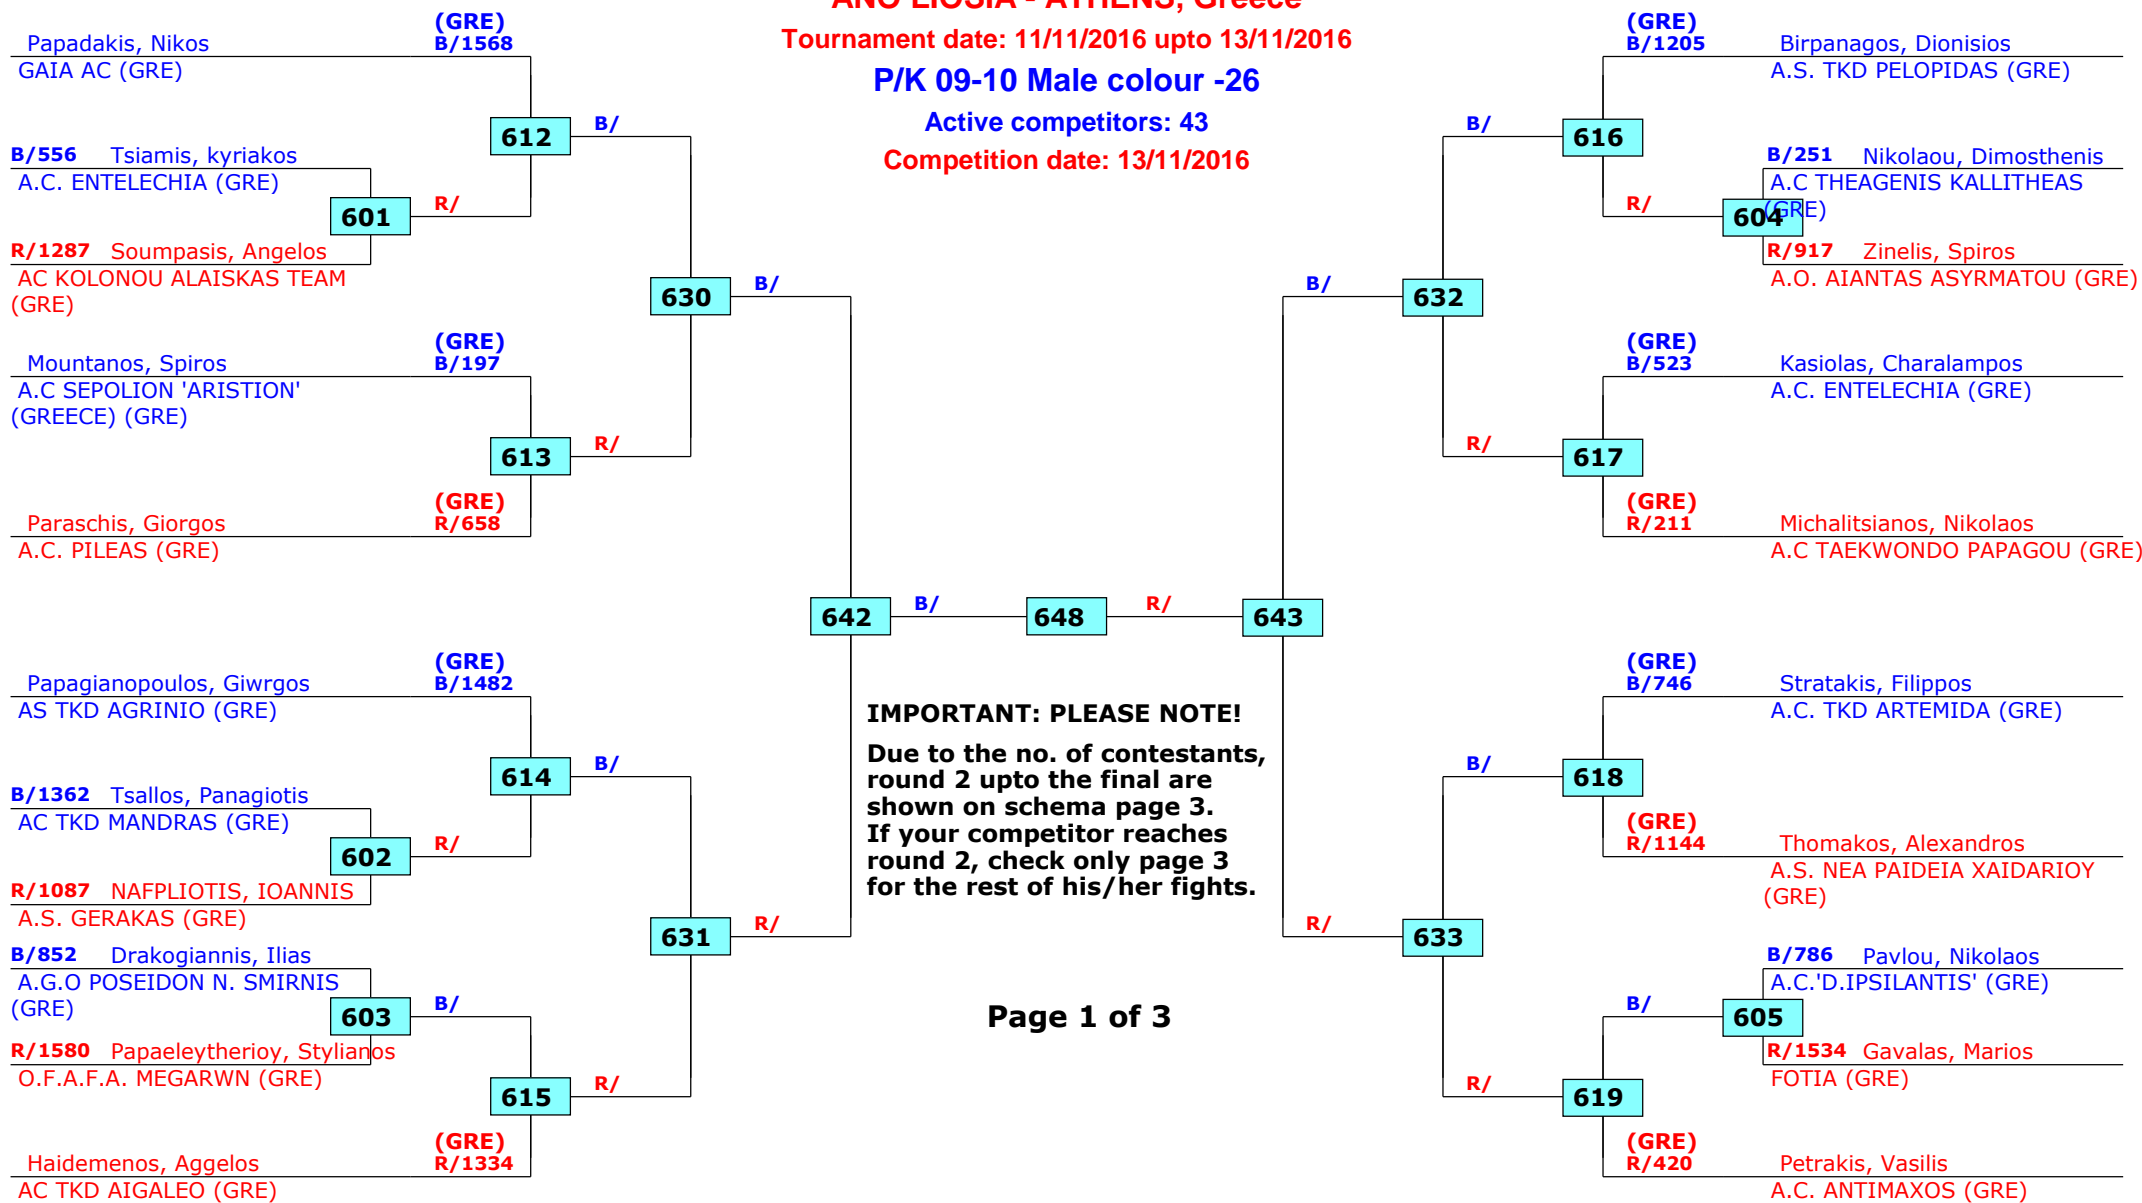 ANO LIOSIA - ATHENS, Greece
Tournament date: 11/11/2016 upto 13/11/2016
P/K 09-10 Male colour -26
Active competitors: 43
Competition date: 13/11/2016
(GRE)
Papadakis, Nikos B/1568
GAIA AC (GRE)
612
B/
B/556 Tsiamis, kyriakos
A.C. ENTELECHIA (GRE)
601
R/
R/1287 Soumpasis, Angelos
AC KOLONOU ALAISKAS TEAM
(GRE)
630
B/
(GRE)
Mountanos, Spiros B/197
A.C SEPOLION 'ARISTION'
(GREECE) (GRE)
613
R/
(GRE)
Paraschis, Giorgos R/658
A.C. PILEAS (GRE)
642
B/
648
R/
643
(GRE)
Papagianopoulos, Giwrgos B/1482
AS TKD AGRINIO (GRE)
614
B/
B/1362 Tsallos, Panagiotis
AC TKD MANDRAS (GRE)
602
R/
R/1087 NAFPLIOTIS, IOANNIS
A.S. GERAKAS (GRE)
631
R/
B/852 Drakogiannis, Ilias
A.G.O POSEIDON N. SMIRNIS
(GRE)
603
B/
R/1580 Papaeleytherioy, Stylianos
O.F.A.F.A. MEGARWN (GRE)
615
R/
(GRE)
Haidemenos, Aggelos R/1334
AC TKD AIGALEO (GRE)
IMPORTANT: PLEASE NOTE!
Due to the no. of contestants,
round 2 upto the final are
shown on schema page 3.
If your competitor reaches
round 2, check only page 3
for the rest of his/her fights.
Page 1 of 3
(GRE)
B/1205 Birpanagos, Dionisios
A.S. TKD PELOPIDAS (GRE)
B/
616
B/251 Nikolaou, Dimosthenis
A.C THEAGENIS KALLITHEAS
(GRE)
R/
604
R/917 Zinelis, Spiros
A.O. AIANTAS ASYRMATOU (GRE)
B/
632
(GRE)
B/523 Kasiolas, Charalampos
A.C. ENTELECHIA (GRE)
R/
617
(GRE)
R/211 Michalitsianos, Nikolaos
A.C TAEKWONDO PAPAGOU (GRE)
(GRE)
B/746 Stratakis, Filippos
A.C. TKD ARTEMIDA (GRE)
B/
618
(GRE)
R/1144 Thomakos, Alexandros
A.S. NEA PAIDEIA XAIDARIOY
(GRE)
R/
633
B/786 Pavlou, Nikolaos
A.C.'D.IPSILANTIS' (GRE)
B/
605
R/1534 Gavalas, Marios
FOTIA (GRE)
R/
619
(GRE)
R/420 Petrakis, Vasilis
A.C. ANTIMAXOS (GRE)